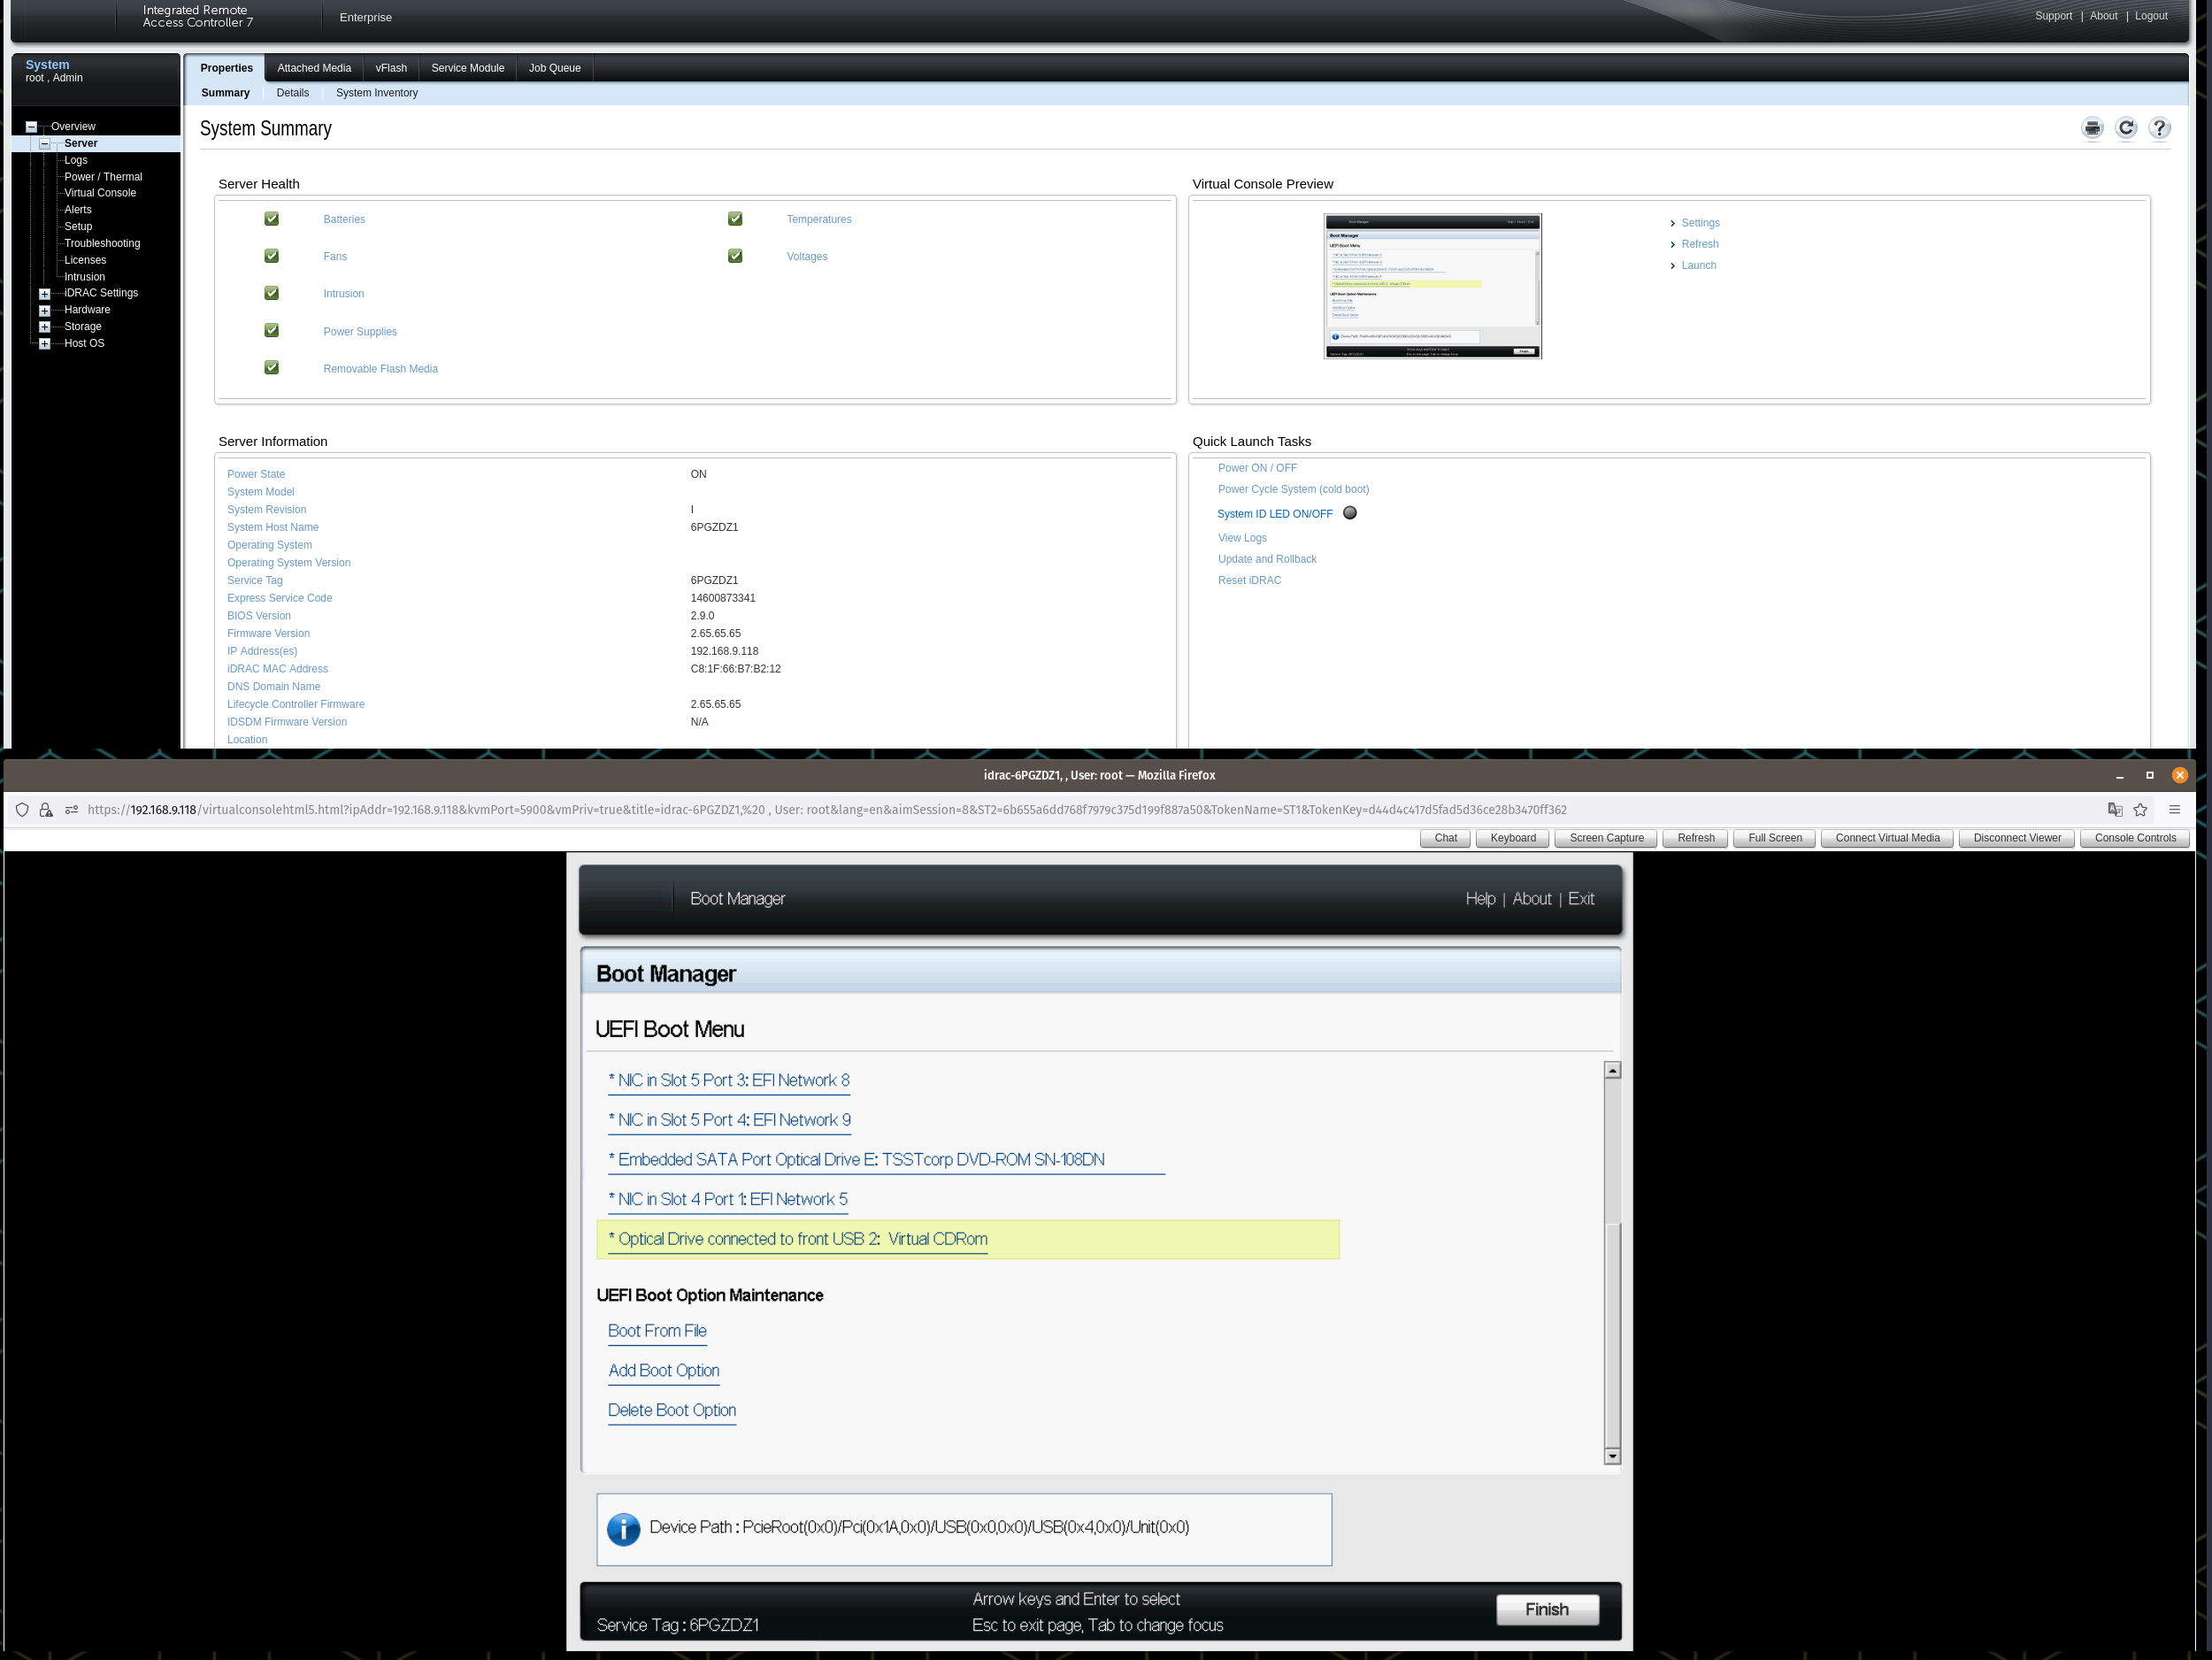 Integrated Remote
Access Controller 7
Enterprise
Support | About | Logout
System
root , Admin
Properties Attached Media vFlash Service Module Job Queue
Summary Details System Inventory
Overview
Server
Logs
Power / Thermal
Virtual Console
Alerts
Setup
Troubleshooting
Licenses
Intrusion
iDRAC Settings
Hardware
Storage
Host OS
System Summary
Server Health
Batteries Temperatures
Fans Voltages
Intrusion
Power Supplies
Removable Flash Media
Virtual Console Preview
Boot Manager
UEFI Boot Menu
Settings
Refresh
Launch
Server Information
Power State ON
System Model
System Revision I
System Host Name 6PGZDZ1
Operating System
Operating System Version
Service Tag 6PGZDZ1
Express Service Code 14600873341
BIOS Version 2.9.0
Firmware Version 2.65.65.65
IP Address(es) 192.168.9.118
iDRAC MAC Address C8:1F:66:B7:B2:12
DNS Domain Name
Lifecycle Controller Firmware 2.65.65.65
IDSDM Firmware Version N/A
Location
Quick Launch Tasks
Power ON / OFF
Power Cycle System (cold boot)
System ID LED ON/OFF
View Logs
Update and Rollback
Reset iDRAC
idrac-6PGZDZ1, , User: root — Mozilla Firefox
https://192.168.9.118/virtualconsolehtml5.html?ipAddr=192.168.9.118&kvmPort=5900&vmPriv=true&title=idrac-6PGZDZ1,%20 , User: root&lang=en&aimSession=8&ST2=6b655a6dd768f7979c375d199f887a50&TokenName=ST1&TokenKey=d44d4c417d5fad5d36ce28b3470ff362
Chat Keyboard Screen Capture Refresh Full Screen Connect Virtual Media Disconnect Viewer Console Controls
Boot Manager
Help | About | Exit
Boot Manager
UEFI Boot Menu
* NIC in Slot 5 Port 3: EFI Network 8
* NIC in Slot 5 Port 4: EFI Network 9
* Embedded SATA Port Optical Drive E: TSSTcorp DVD-ROM SN-108DN
* NIC in Slot 4 Port 1: EFI Network 5
* Optical Drive connected to front USB 2: Virtual CDRom
UEFI Boot Option Maintenance
Boot From File
Add Boot Option
Delete Boot Option
Device Path : PcieRoot(0x0)/Pci(0x1A,0x0)/USB(0x0,0x0)/USB(0x4,0x0)/Unit(0x0)
Arrow keys and Enter to select
Service Tag : 6PGZDZ1
Esc to exit page, Tab to change focus
Finish